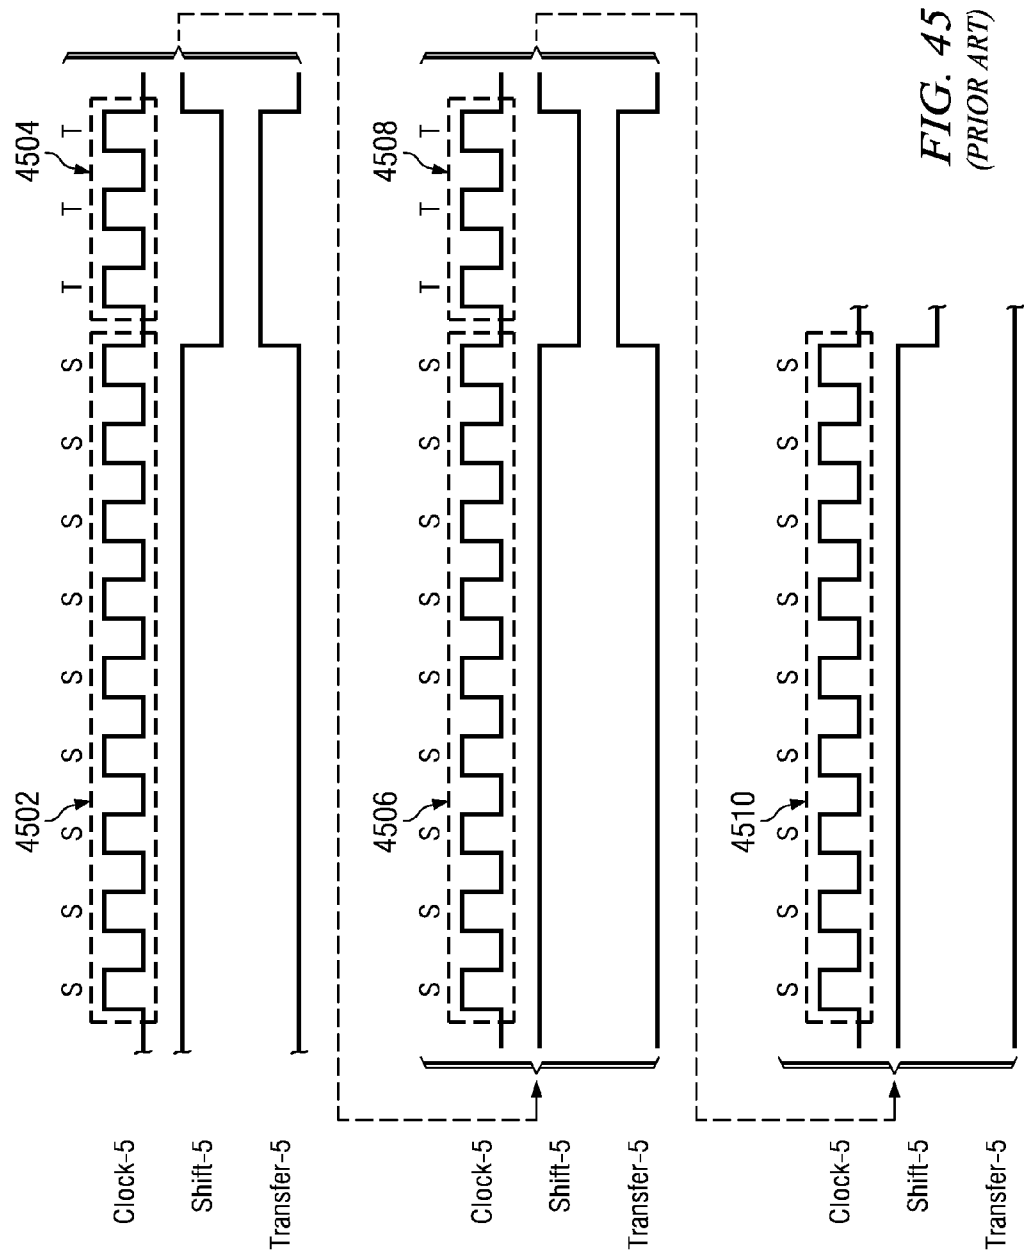 4502 4504
S S S S S S S S S T T T
Clock-5
Shift-5
Transfer-5
4506 4508
S S S S S S S S S T T T
Clock-5
Shift-5
Transfer-5
4510
S S S S S S S S S
Clock-5
Shift-5
Transfer-5
FIG. 45
(PRIOR ART)